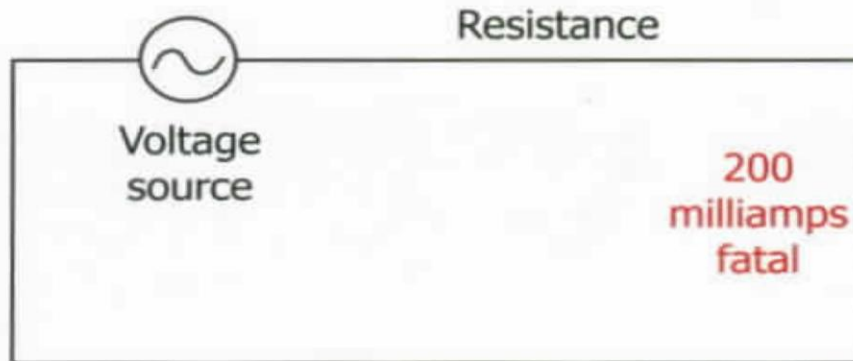 Resistance
Voltage
source
200
milliamps
fatal